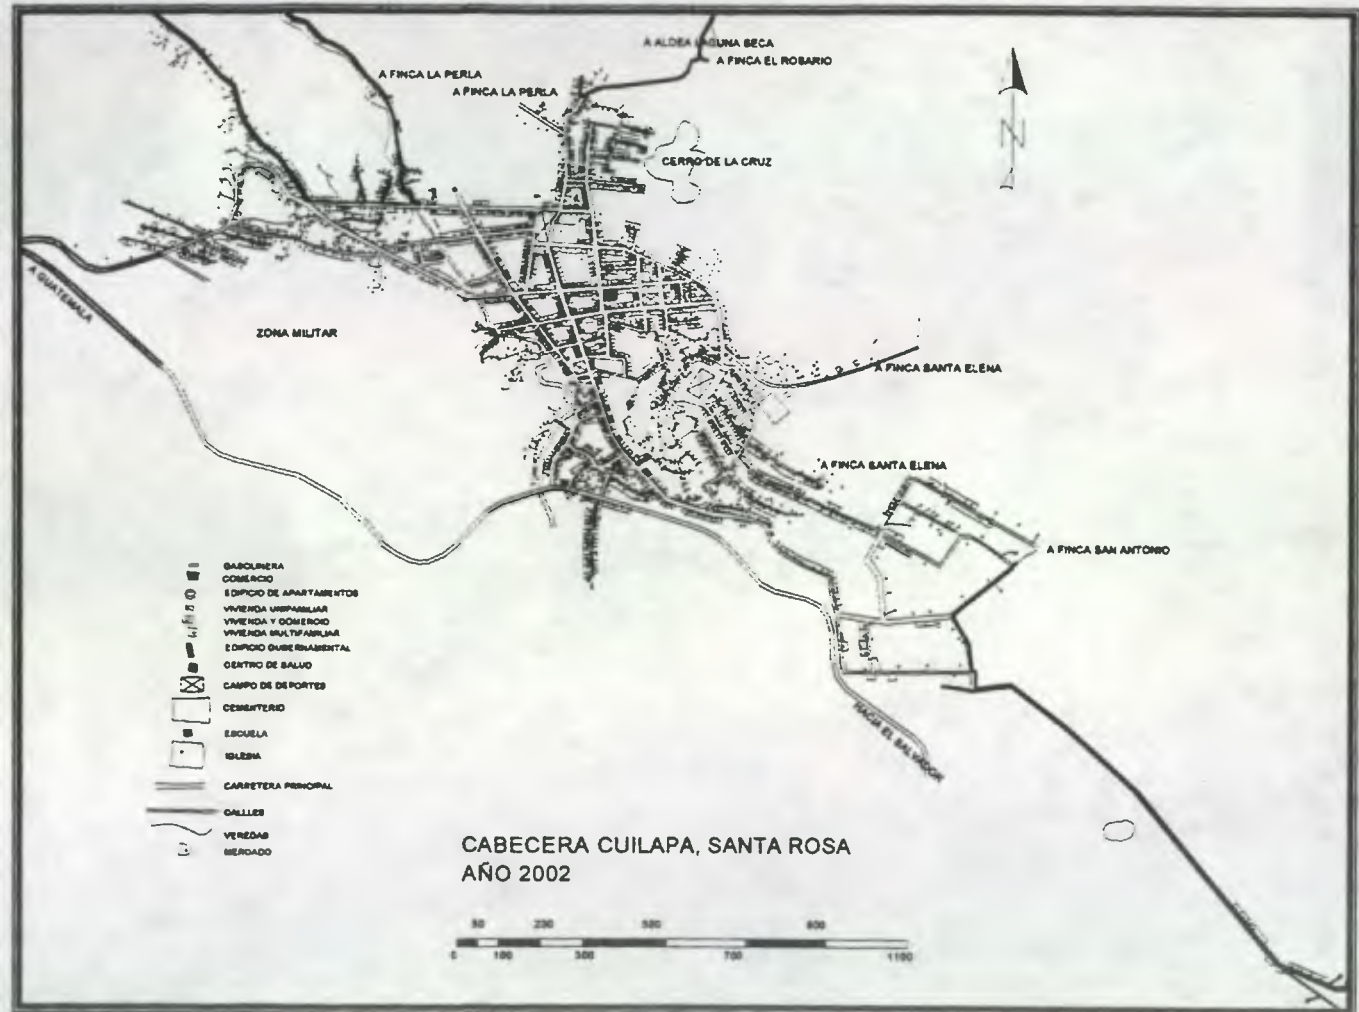 A ALDEA LAGUNA SECA
A FINCA EL ROSARIO
A FINCA LA PERLA
A FINCA LA PERLA
CERRO DE LA CRUZ
N
A GUATEMALA
ZONA MILITAR
A FINCA SANTA ELENA
A FINCA SANTA ELENA
A FINCA SAN ANTONIO
HACIA EL SALVADOR
GASOLINERA
COMERCIO
EDIFICIO DE APARTAMENTOS
VIVIENDA UNIFAMILIAR
VIVIENDA Y COMERCIO
VIVIENDA MULTIFAMILIAR
EDIFICIO GUBERNAMENTAL
CENTRO DE SALUD
CAMPO DE DEPORTES
CEMENTERIO
ESCUELA
IGLESIA
CARRETERA PRINCIPAL
CALLLES
VEREDAS
MERCADO
CABECERA CUILAPA, SANTA ROSA
AÑO 2002
50 200 500 800
0 100 300 700 1100